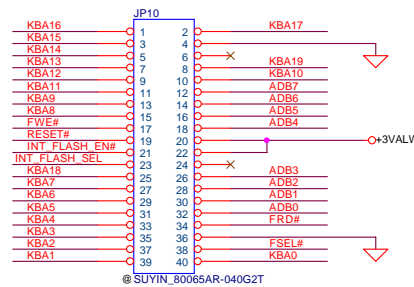 JP10
KBA16 1 2 KBA17
KBA15 3 4
KBA14 5 6
KBA13 7 8 KBA19
KBA12 9 10 KBA10
KBA11 11 12 ADB7
KBA9 13 14 ADB6
KBA8 15 16 ADB5
FWE# 17 18 ADB4
RESET# 19 20 +3VALW
INT_FLASH_EN# 21 22
INT_FLASH_SEL 23 24
KBA18 25 26 ADB3
KBA7 27 28 ADB2
KBA6 29 30 ADB1
KBA5 31 32 ADB0
KBA4 33 34 FRD#
KBA3 35 36
KBA2 37 38 FSEL#
KBA1 39 40 KBA0
@SUYIN_80065AR-040G2T